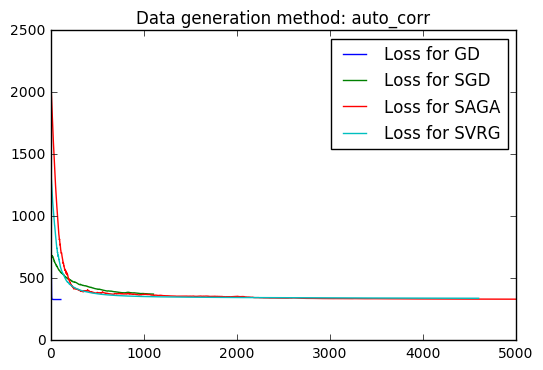 Data generation method: auto_corr
2500
2000
1500
1000
500
0
Loss for GD
Loss for SGD
Loss for SAGA
Loss for SVRG
0 1000 2000 3000 4000 5000